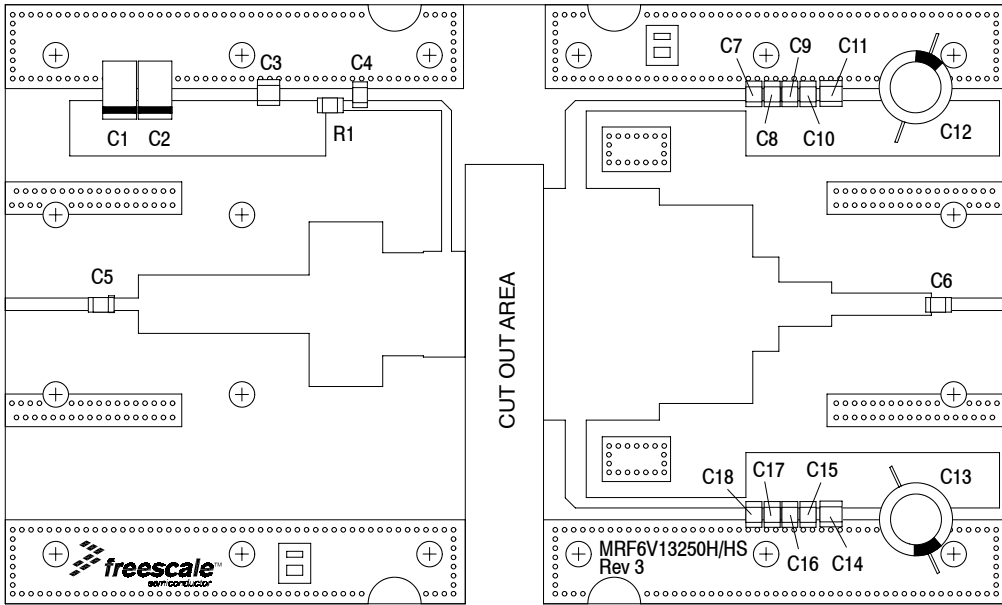 C1
C2
C3
C4
R1
C7
C9
C11
C8
C10
C12
C5
C6
CUT OUT AREA
C18
C17
C15
C13
C16
C14
freescale™
semiconductor
MRF6V13250H/HS
Rev 3